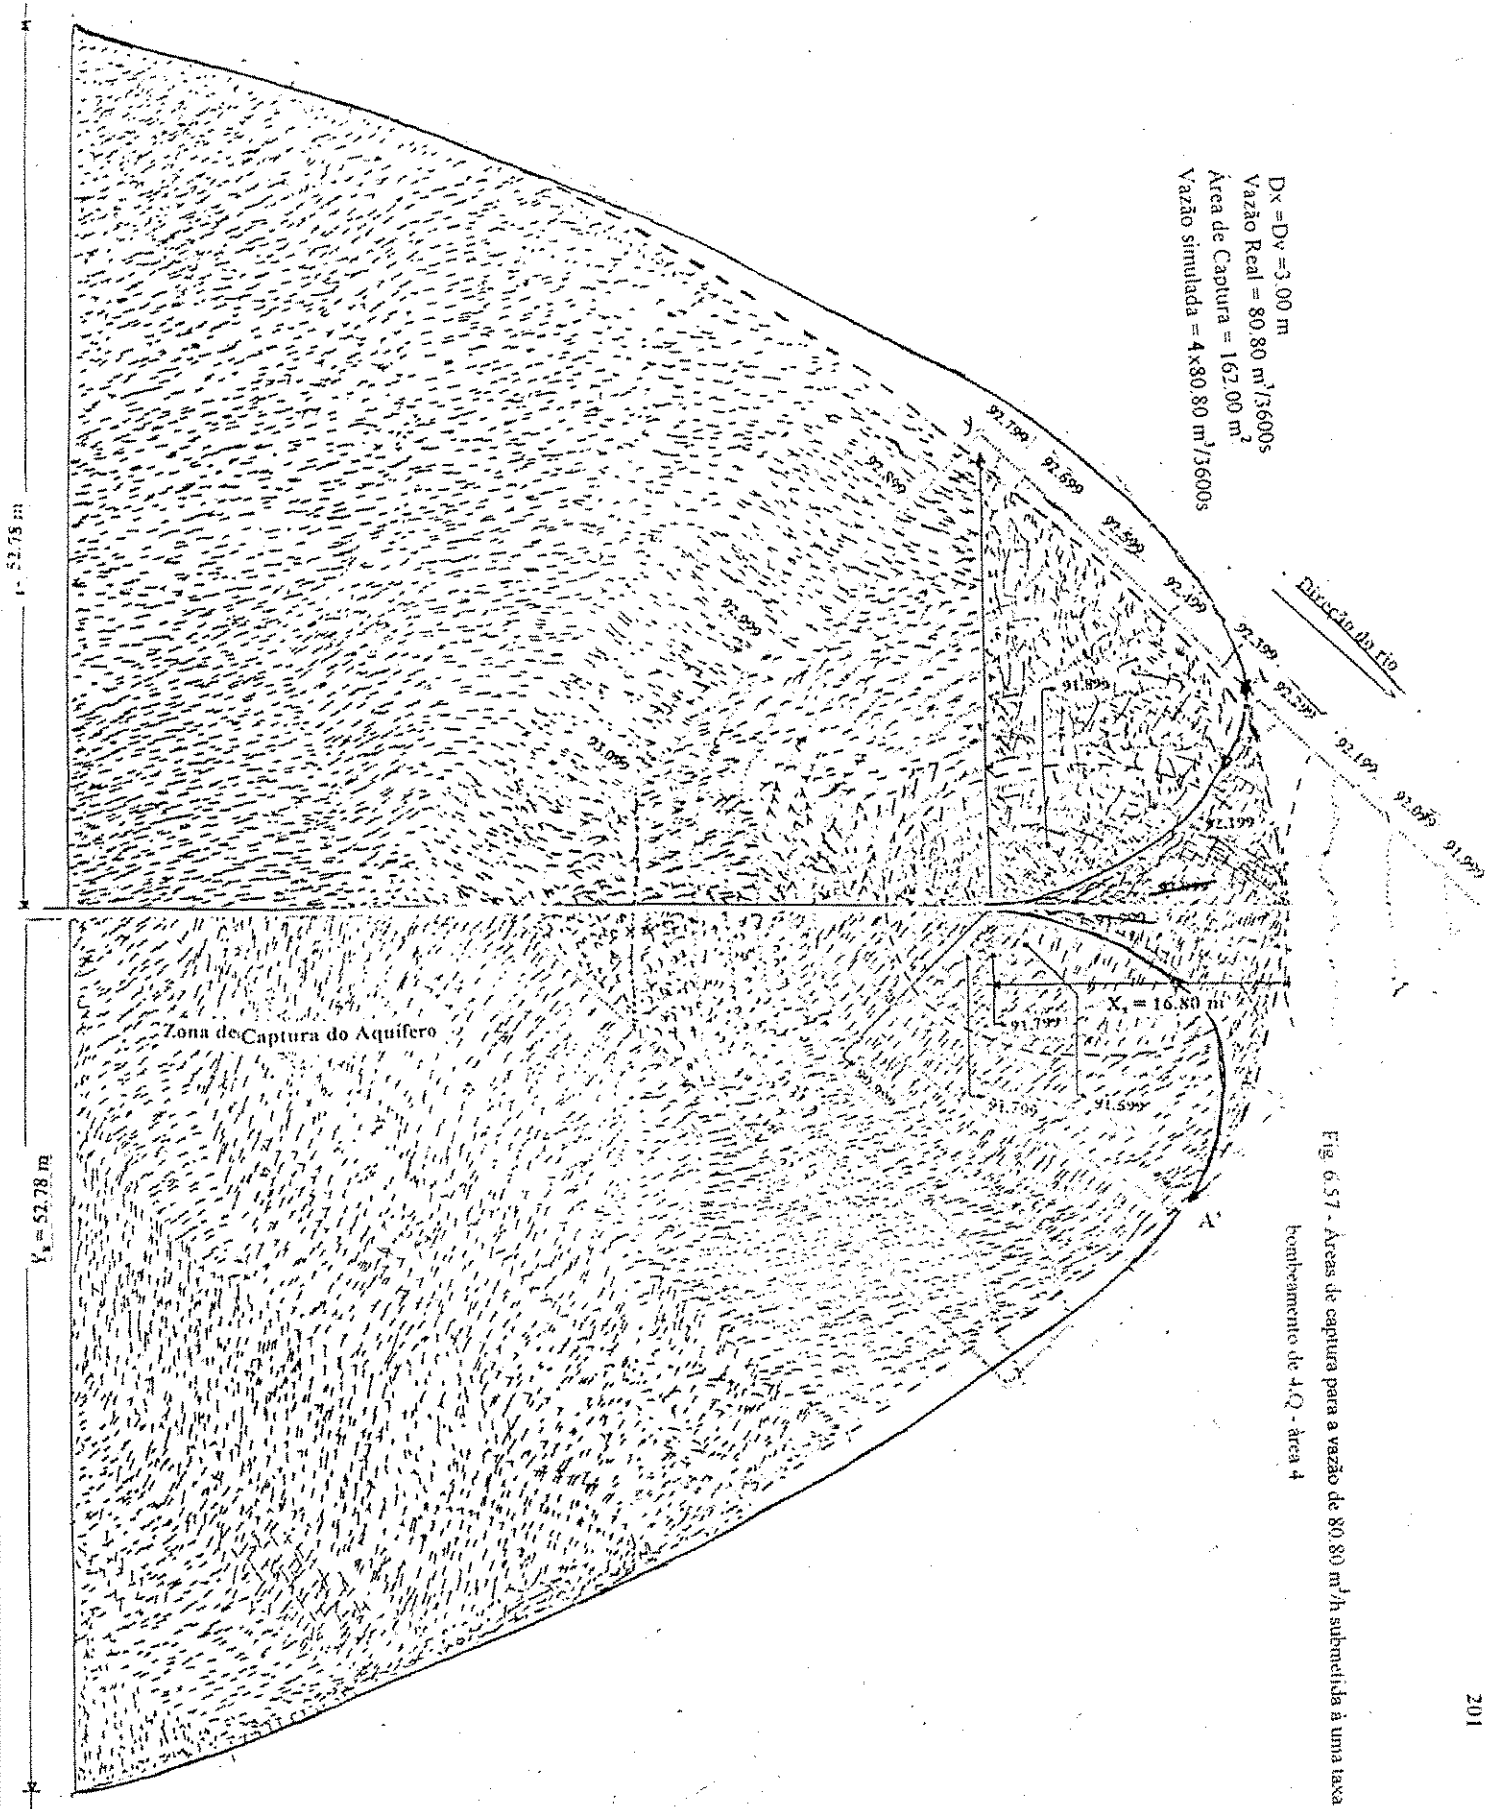 201
Dx =Dy =3.00 m
Vazão Real = 80.80 m³/3600s
Área de Captura = 162.00 m²
Vazão simulada = 4x80.80 m³/3600s
Direção do rio
92.799
92.699
92.599
92.499
92.399
92.299
92.199
92.099
91.999
92.899
92.999
93.099
91.899
92.199
X₁ = 16.80 m
91.799
91.799
91.599
A'
Zona de Captura do Aquífero
52.78 m
= 52.78 m
Fig. 6.57 - Áreas de captura para a vazão de 80.80 m³/h submetida à uma taxa
bombeamento de 4.Q - área 4